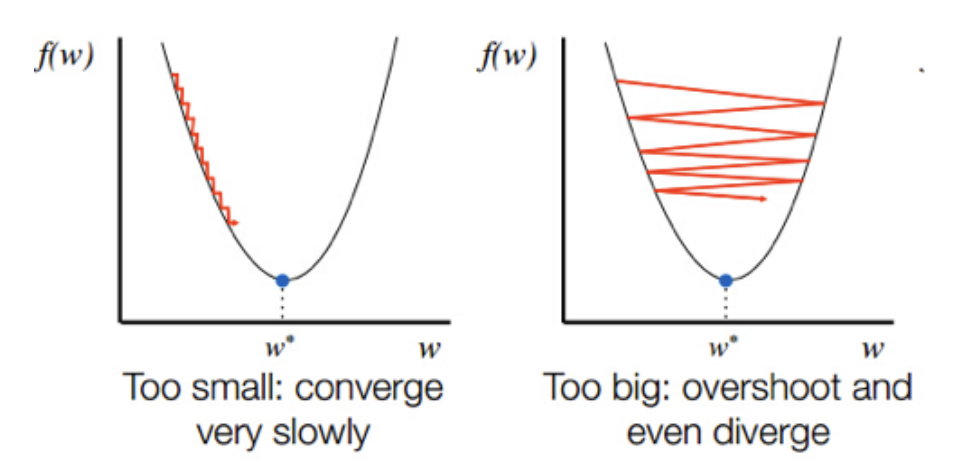 f(w)
w*
w
Too small: converge
very slowly
f(w)
w*
w
Too big: overshoot and
even diverge